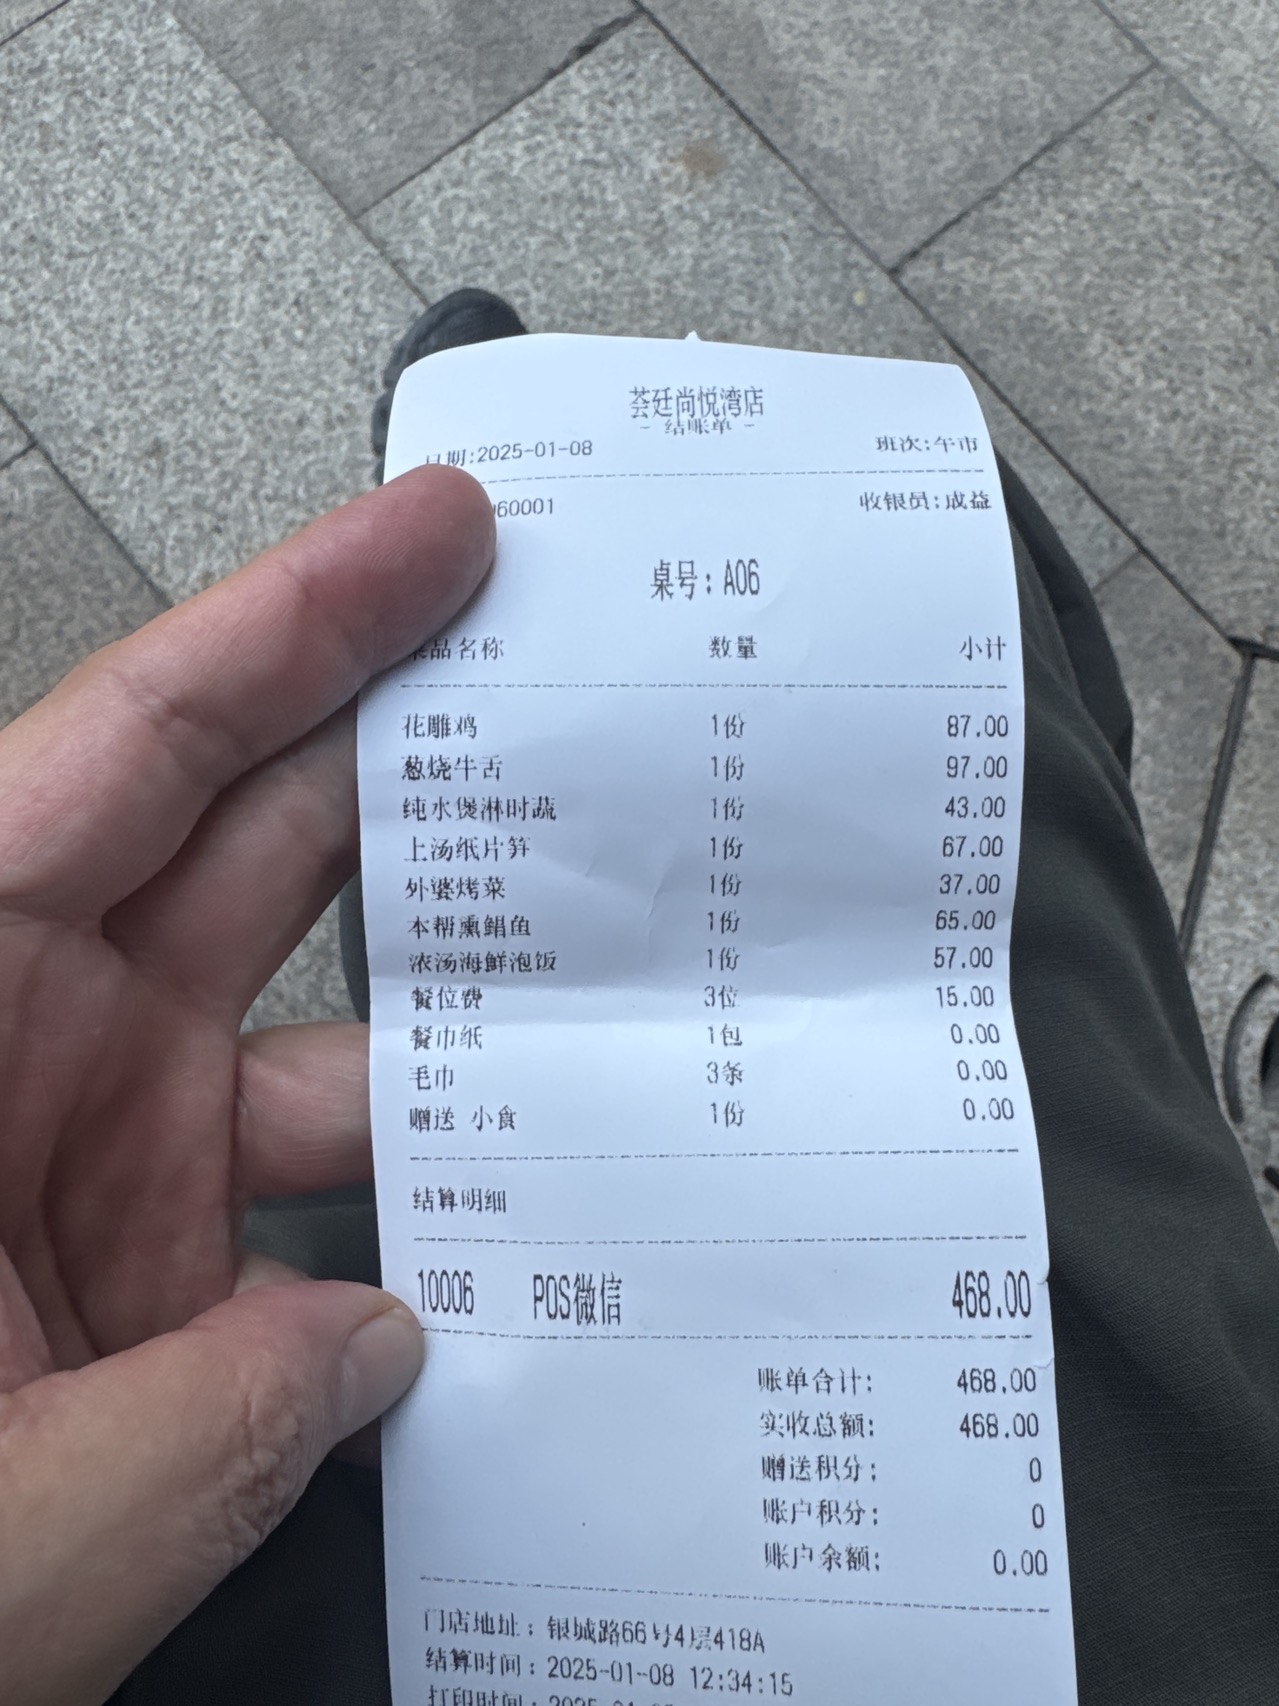 荟廷尚悦湾店
- 结账单 -
日期:2025-01-08 班次:午市
60001 收银员:成益
桌号: A06
菜品名称 数量 小计
花雕鸡 1份 87.00
葱烧牛舌 1份 97.00
纯水煲淋时蔬 1份 43.00
上汤纸片笋 1份 67.00
外婆烤菜 1份 37.00
本帮熏鲳鱼 1份 65.00
浓汤海鲜泡饭 1份 57.00
餐位费 3位 15.00
餐巾纸 1包 0.00
毛巾 3条 0.00
赠送 小食 1份 0.00
结算明细
10006 POS微信 468.00
账单合计: 468.00
实收总额: 468.00
赠送积分: 0
账户积分: 0
账户余额: 0.00
门店地址: 银城路66号4层418A
结算时间: 2025-01-08 12:34:15
打印时间: